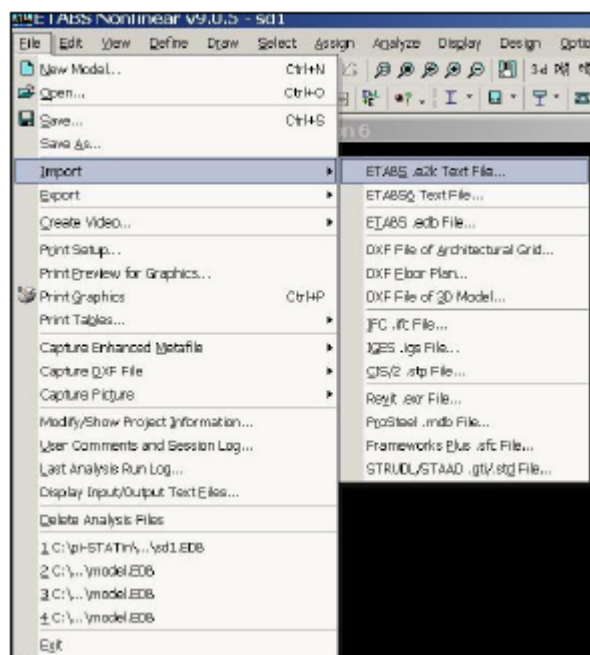 ETABS Nonlinear v9.0.5 - sd1
File Edit View Define Draw Select Assign Analyze Display Design
New Model... Ctrl+N
3-d
Open... Ctrl+O
Save... Ctrl+S
Save As...
Import
Export
Create Video...
Print Setup...
Print Preview for Graphics...
Print Graphics Ctrl+P
Print Tables...
Capture Enhanced Metafile
Capture DXF File
Capture Picture
Modify/Show Project Information...
User Comments and Session Log...
Last Analysis Run Log...
Display Input/Output Text Files...
Delete Analysis Files
1 C:\pi-STATin\...\sd1.EDB
2 C:\...\model.EDB
3 C:\...\model.EDB
4 C:\...\model.EDB
Exit
ETABS .e2k Text File...
ETABS6 Text File...
ETABS .edb File...
DXF File of Architectural Grid...
DXF Floor Plan...
DXF File of 3D Model...
IFC .ifc File...
IGES .igs File...
CIS/2 .stp File...
Revit .exr File...
ProSteel .mdb File...
Frameworks Plus .sfc File...
STRUDL/STAAD .gti/.std File...